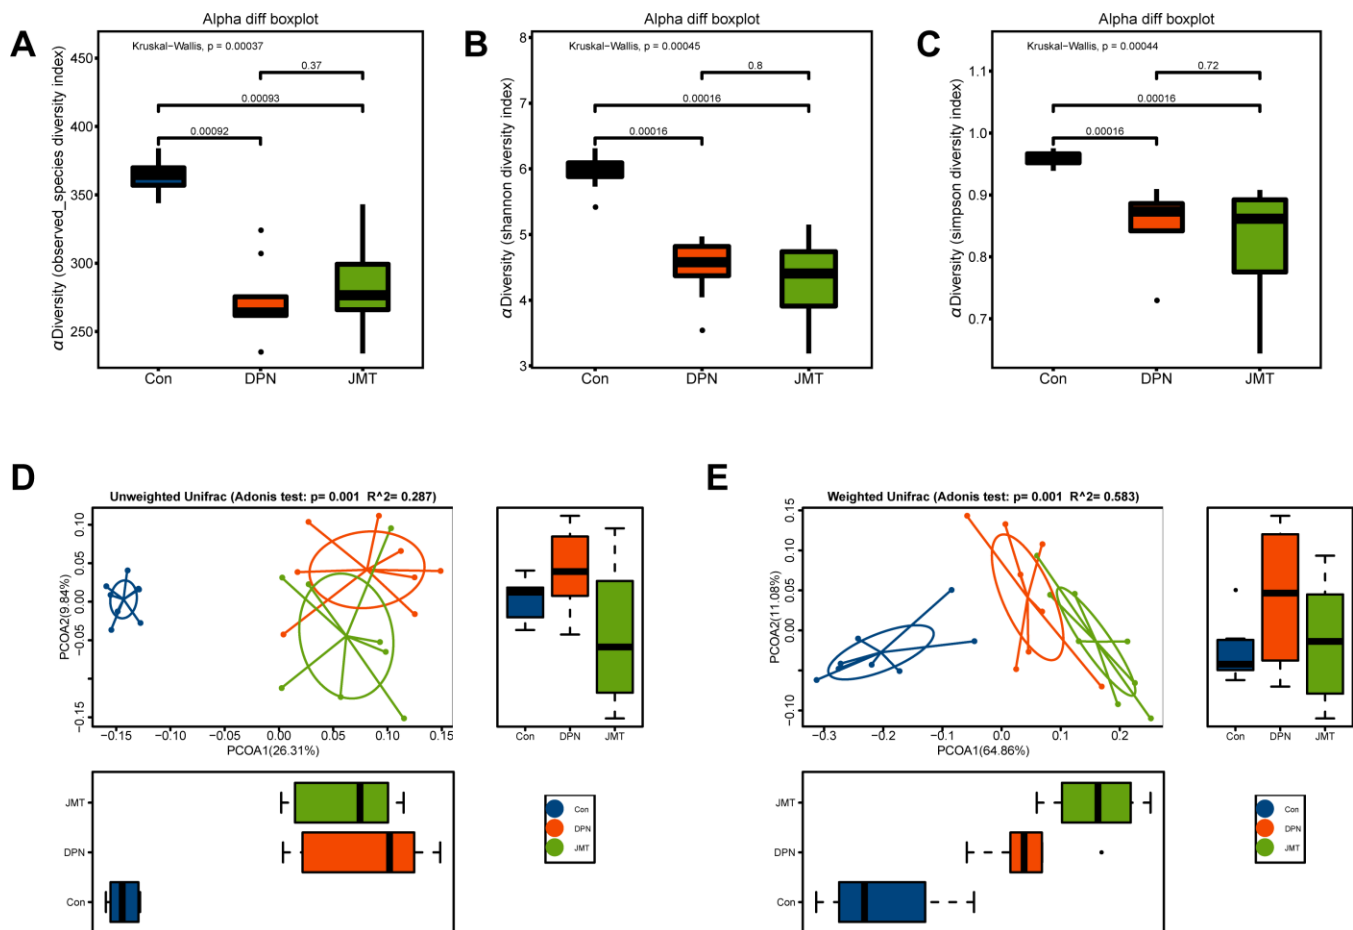 A
Alpha diff boxplot
Kruskal-Wallis, p = 0.00037
0.37
0.00093
0.00092
αDiversity (observed_species diversity index)
450
400
350
300
250
Con DPN JMT
B
Alpha diff boxplot
Kruskal-Wallis, p = 0.00045
0.8
0.00016
0.00016
αDiversity (shannon diversity index)
8
7
6
5
4
3
Con DPN JMT
C
Alpha diff boxplot
Kruskal-Wallis, p = 0.00044
0.72
0.00016
0.00016
αDiversity (simpson diversity index)
1.1
1.0
0.9
0.8
0.7
Con DPN JMT
D
Unweighted Unifrac (Adonis test: p= 0.001 R^2= 0.287)
PCOA2(9.84%)
0.10
0.05
0.00
−0.05
−0.15
−0.15 −0.10 −0.05 0.00 0.05 0.10 0.15
PCOA1(26.31%)
Con DPN JMT
JMT
DPN
Con
Con
DPN
JMT
E
Weighted Unifrac (Adonis test: p= 0.001 R^2= 0.583)
PCOA2(11.08%)
0.15
0.10
0.05
0.00
−0.10
−0.3 −0.2 −0.1 0.0 0.1 0.2
PCOA1(64.86%)
Con DPN JMT
JMT
DPN
Con
Con
DPN
JMT